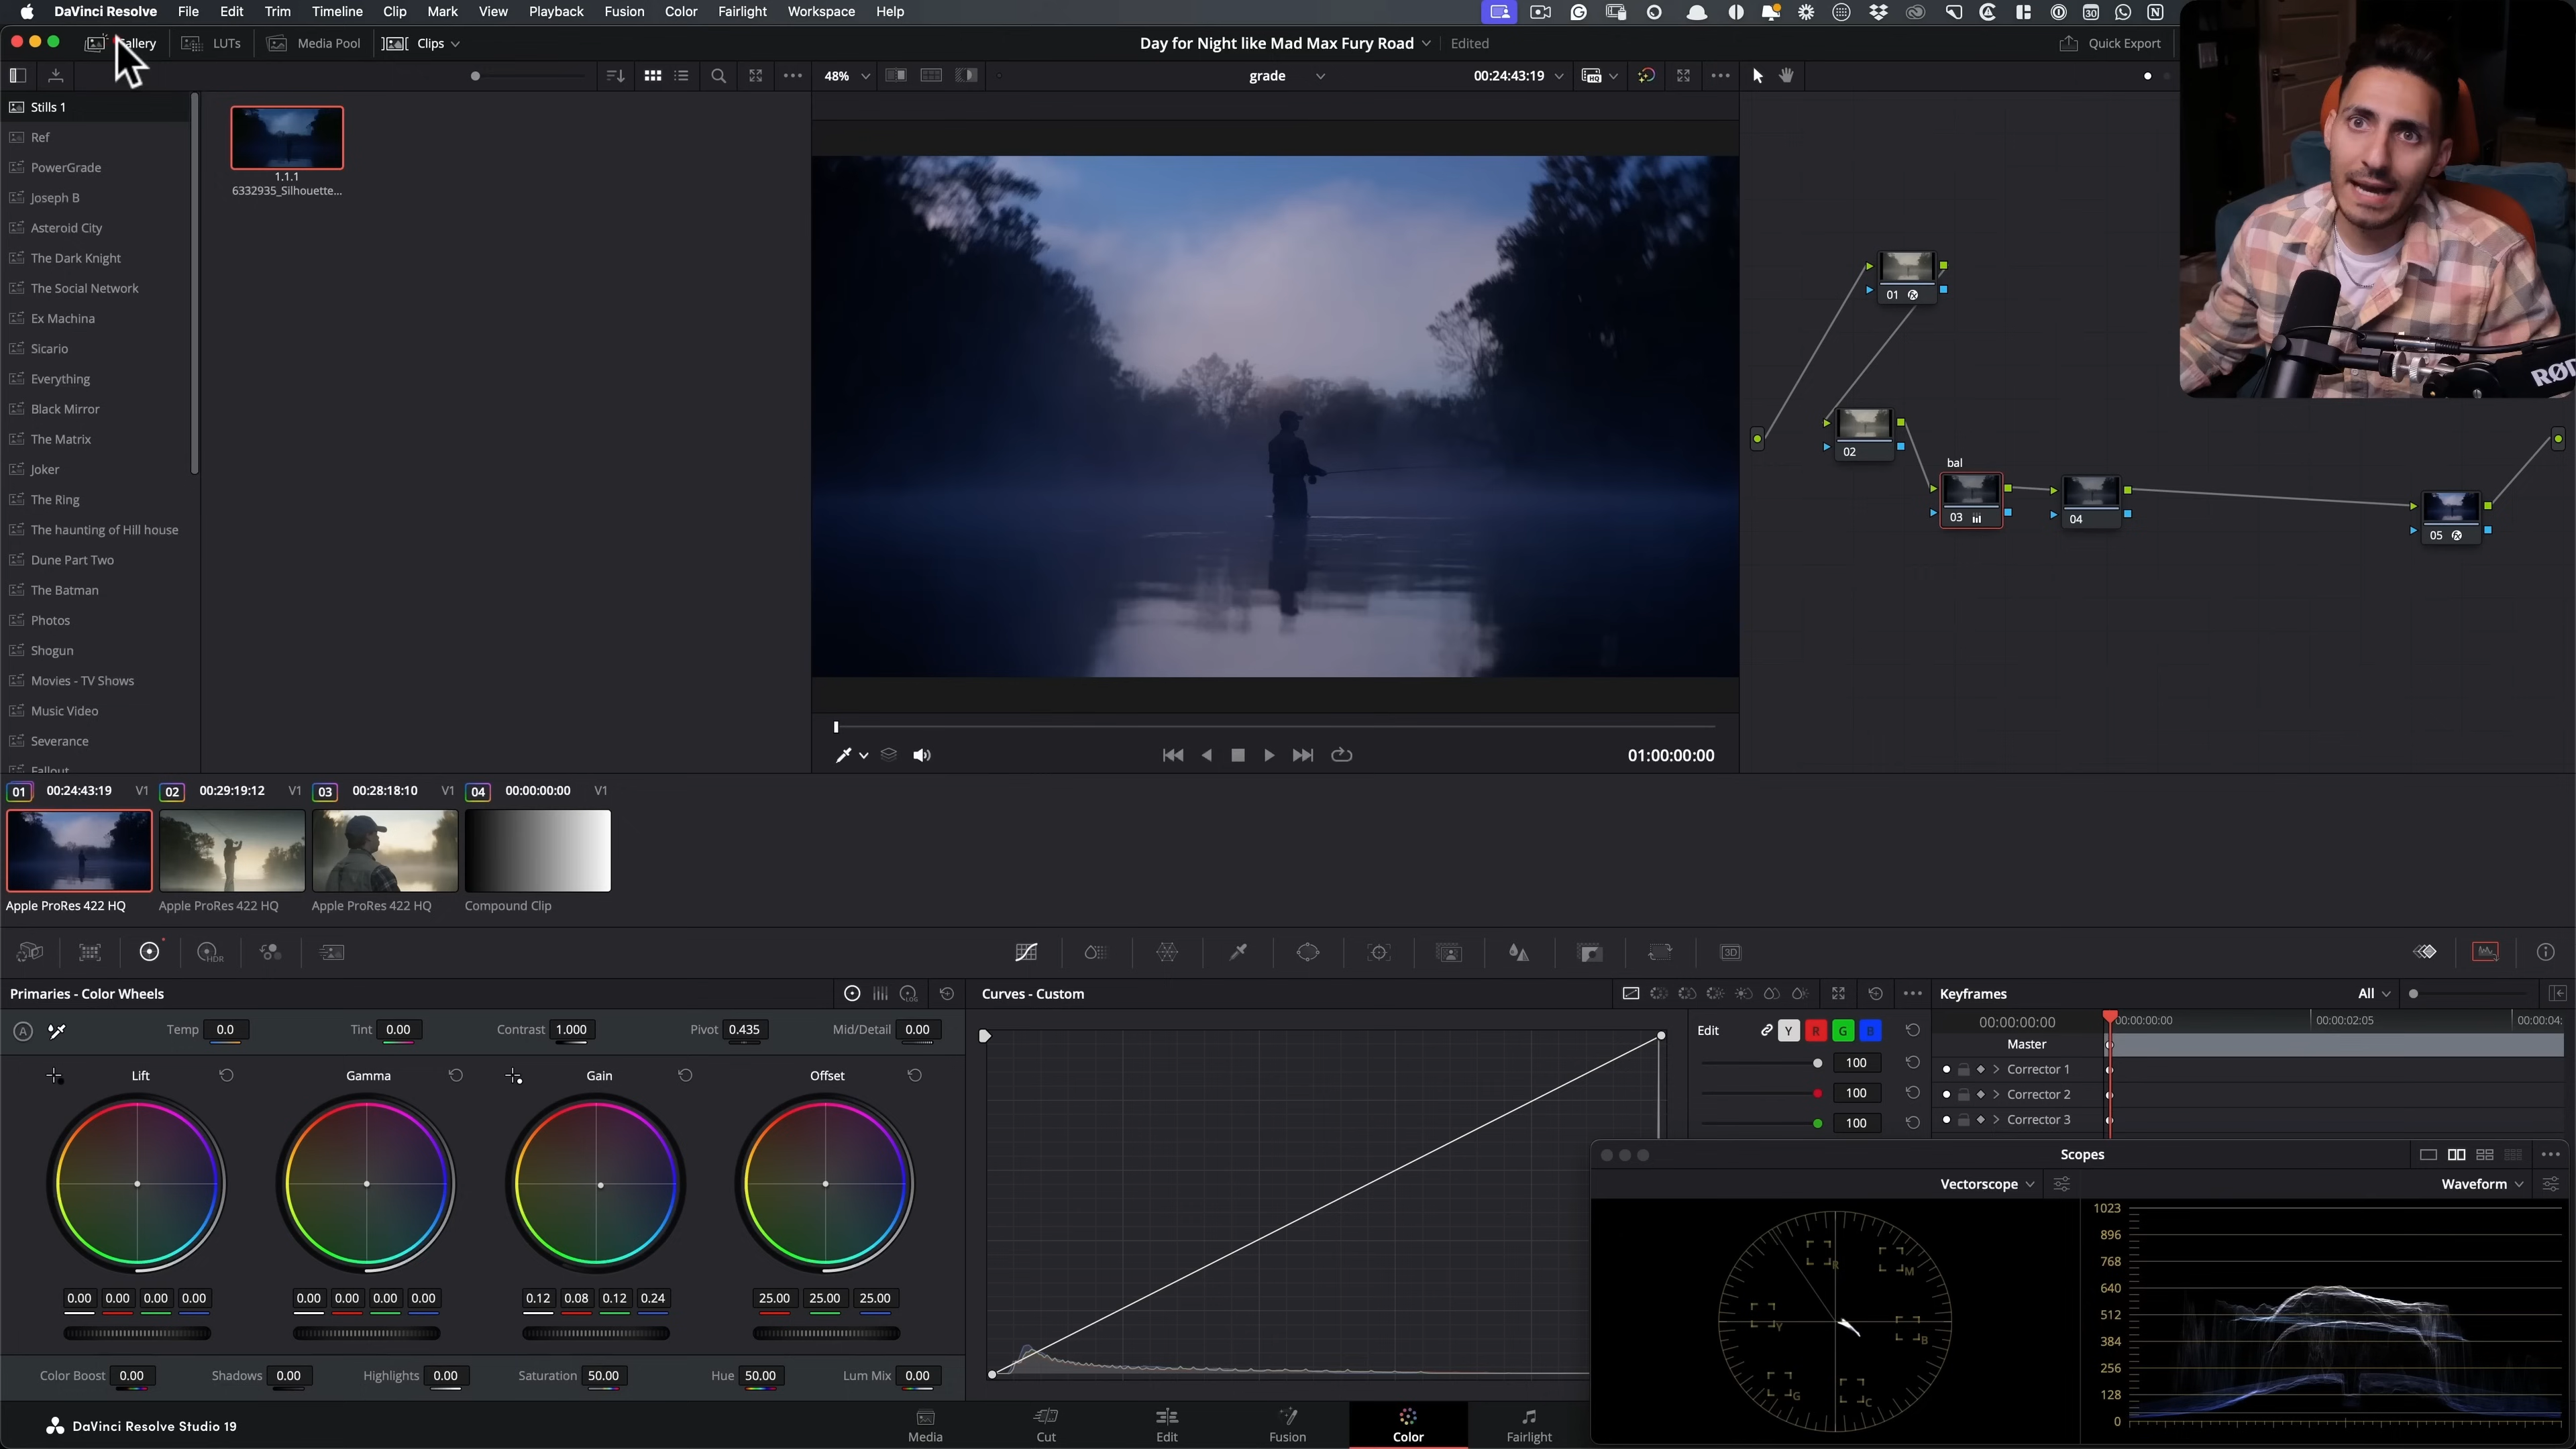 DaVinci Resolve File Edit Trim Timeline Clip Mark View Playback Fusion Color Fairlight Workspace Help
LUTs Media Pool Clips Day for Night like Mad Max Fury Road Edited Quick Export
48% grade 00:24:43:19
Stills 1
Ref
PowerGrade
Joseph B
Asteroid City
The Dark Knight
The Social Network
Ex Machina
Sicario
Everything
Black Mirror
The Matrix
Joker
The Ring
The haunting of Hill house
Dune Part Two
The Batman
Photos
Shogun
Movies - TV Shows
Music Video
Severance
Fallout
1.1.1
6332935_Silhouette...
01
02
bal
03
04
05
RØD
01:00:00:00
01 00:24:43:19 V1 02 00:29:19:12 V1 03 00:28:18:10 V1 04 00:00:00:00 V1
Apple ProRes 422 HQ Apple ProRes 422 HQ Apple ProRes 422 HQ Compound Clip
HDR 3D
Primaries - Color Wheels LOG
A Temp 0.0 Tint 0.00 Contrast 1.000 Pivot 0.435 Mid/Detail 0.00
Lift Gamma Gain Offset
0.00 0.00 0.00 0.00 0.00 0.00 0.00 0.00 0.12 0.08 0.12 0.24 25.00 25.00 25.00
Color Boost 0.00 Shadows 0.00 Highlights 0.00 Saturation 50.00 Hue 50.00 Lum Mix 0.00
Curves - Custom
Edit Y R G B
100
100
100
Keyframes All
00:00:00:00 00:00:00:00 00:00:02:05 00:00:04:
Master
Corrector 1
Corrector 2
Corrector 3
Scopes
Vectorscope Waveform
R
M
Y
B
G
C
1023
896
768
640
512
384
256
128
0
DaVinci Resolve Studio 19
Media Cut Edit Fusion Color Fairlight